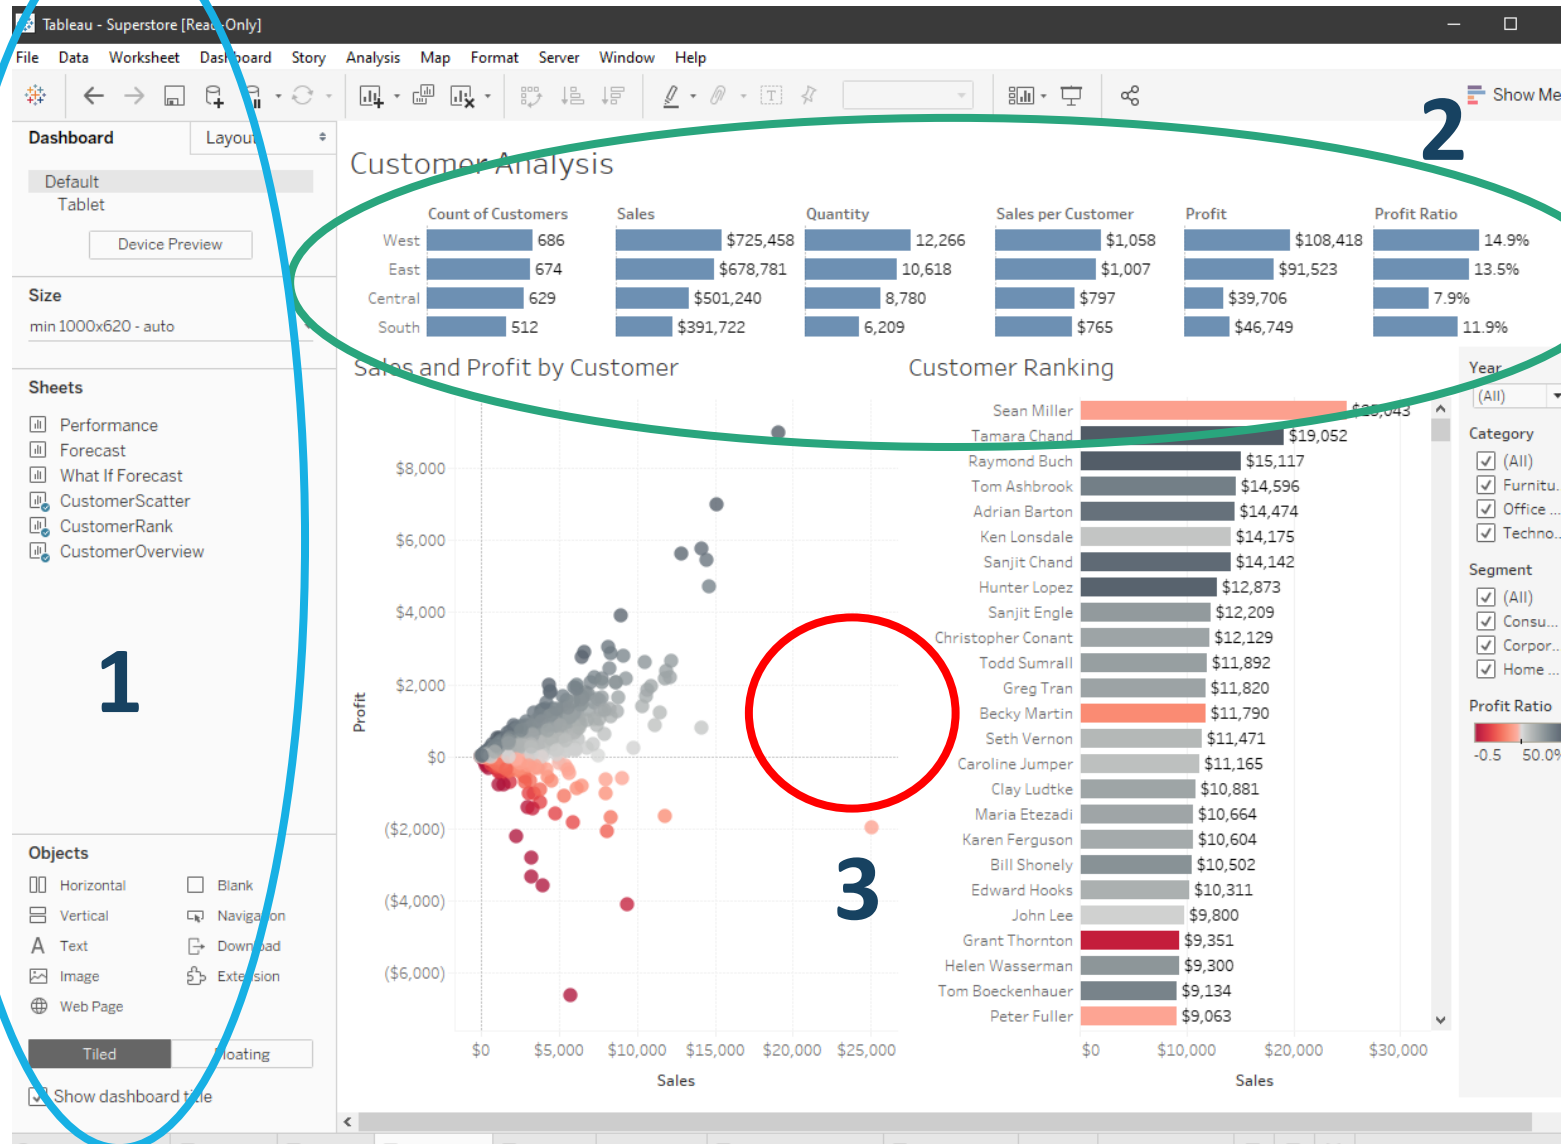 Tableau - Superstore [Read-Only]
File Data Worksheet Dashboard Story Analysis Map Format Server Window Help
Show Me
2
Dashboard Layout
Default
Tablet
Device Preview
Size
min 1000x620 - auto
Sheets
Performance
Forecast
What If Forecast
CustomerScatter
CustomerRank
CustomerOverview
1
Objects
Horizontal Blank
Vertical Navigation
Text Download
Image Extension
Web Page
Tiled Floating
Show dashboard title
Customer Analysis
Count of Customers Sales Quantity Sales per Customer Profit Profit Ratio
West 686 $725,458 12,266 $1,058 $108,418 14.9%
East 674 $678,781 10,618 $1,007 $91,523 13.5%
Central 629 $501,240 8,780 $797 $39,706 7.9%
South 512 $391,722 6,209 $765 $46,749 11.9%
Sales and Profit by Customer
Profit
$8,000
$6,000
$4,000
$2,000
$0
($2,000)
($4,000)
($6,000)
3
$0 $5,000 $10,000 $15,000 $20,000 $25,000
Sales
Customer Ranking
Sean Miller $25,043
Tamara Chand $19,052
Raymond Buch $15,117
Tom Ashbrook $14,596
Adrian Barton $14,474
Ken Lonsdale $14,175
Sanjit Chand $14,142
Hunter Lopez $12,873
Sanjit Engle $12,209
Christopher Conant $12,129
Todd Sumrall $11,892
Greg Tran $11,820
Becky Martin $11,790
Seth Vernon $11,471
Caroline Jumper $11,165
Clay Ludtke $10,881
Maria Etezadi $10,664
Karen Ferguson $10,604
Bill Shonely $10,502
Edward Hooks $10,311
John Lee $9,800
Grant Thornton $9,351
Helen Wasserman $9,300
Tom Boeckenhauer $9,134
Peter Fuller $9,063
$0 $10,000 $20,000 $30,000
Sales
Year
(All)
Category
(All)
Furnitu..
Office ...
Techno..
Segment
(All)
Consu...
Corpor..
Home ...
Profit Ratio
-0.5 50.0%